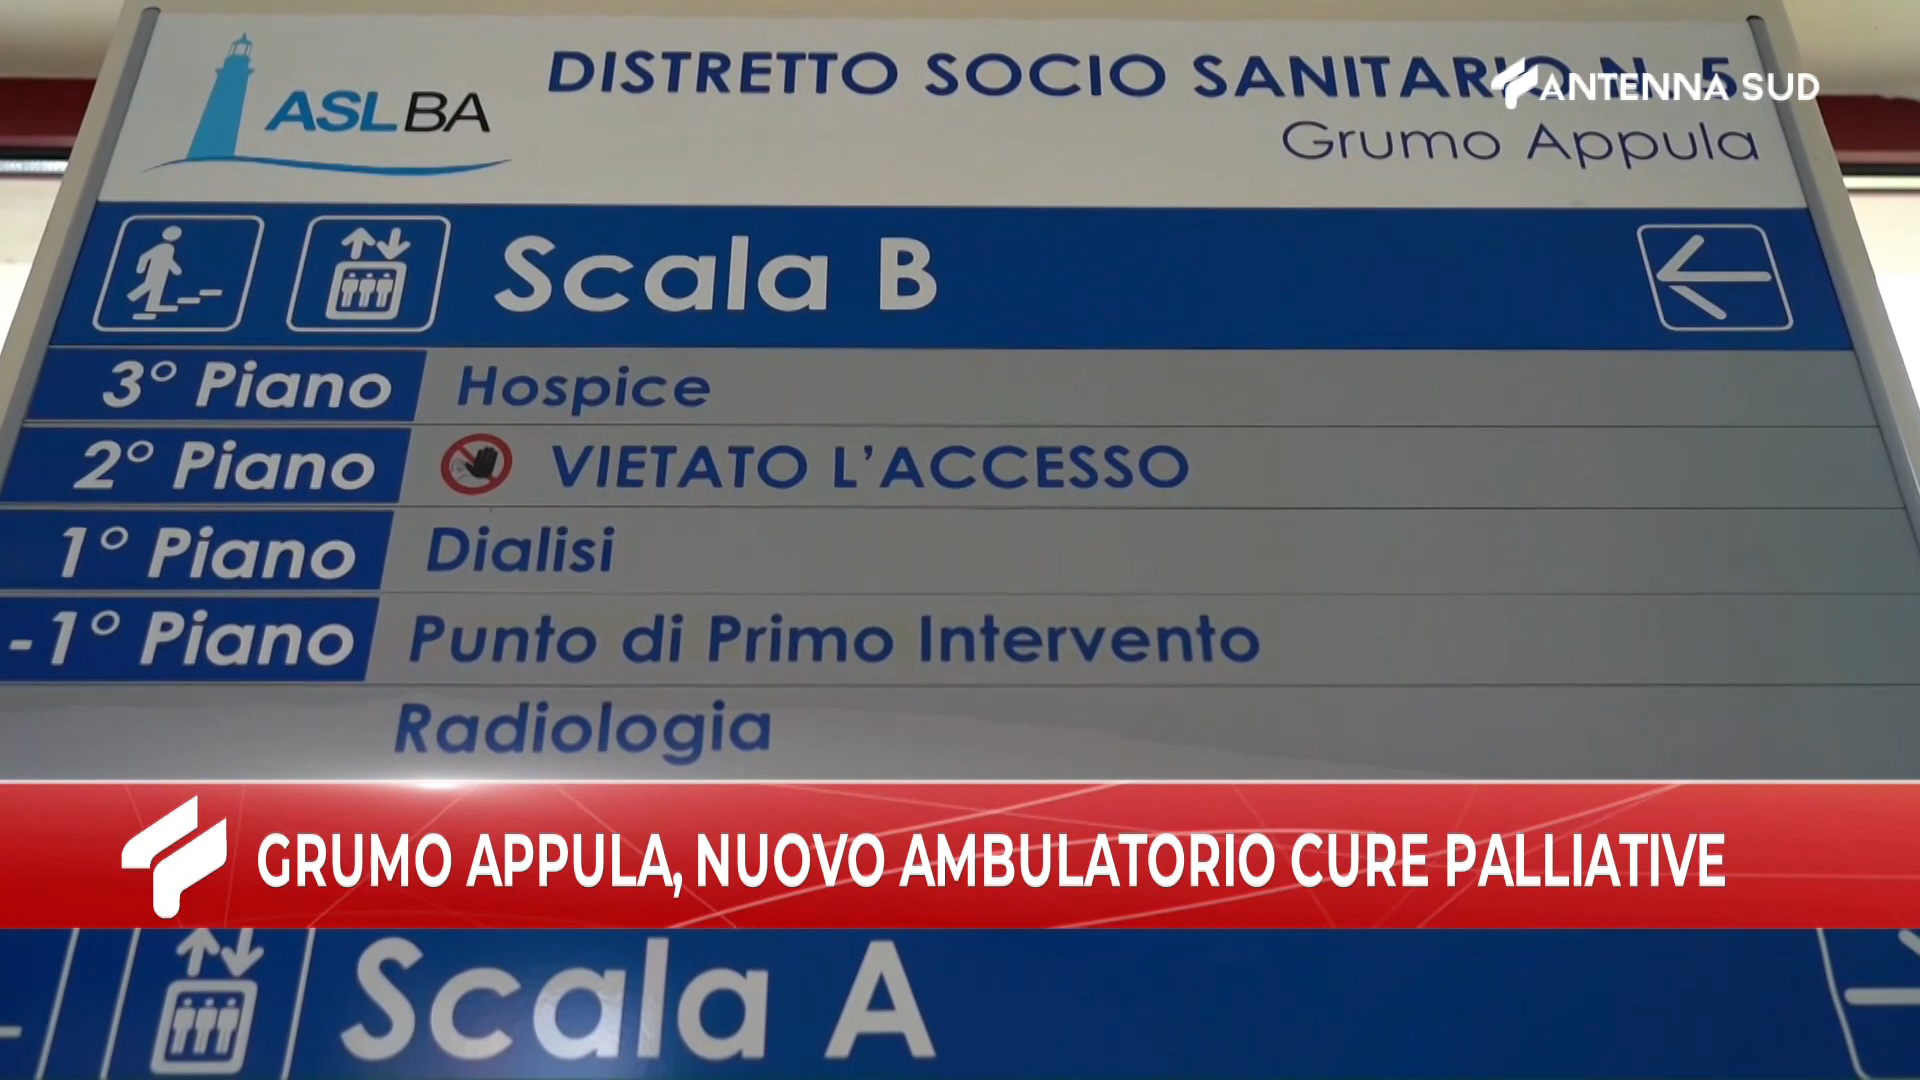 DISTRETTO SOCIO SANITARIO N. 5
ANTENNA SUD
ASL BA
Grumo Appula
Scala B
3° Piano Hospice
2° Piano VIETATO L'ACCESSO
1° Piano Dialisi
-1° Piano Punto di Primo Intervento
Radiologia
GRUMO APPULA, NUOVO AMBULATORIO CURE PALLIATIVE
Scala A